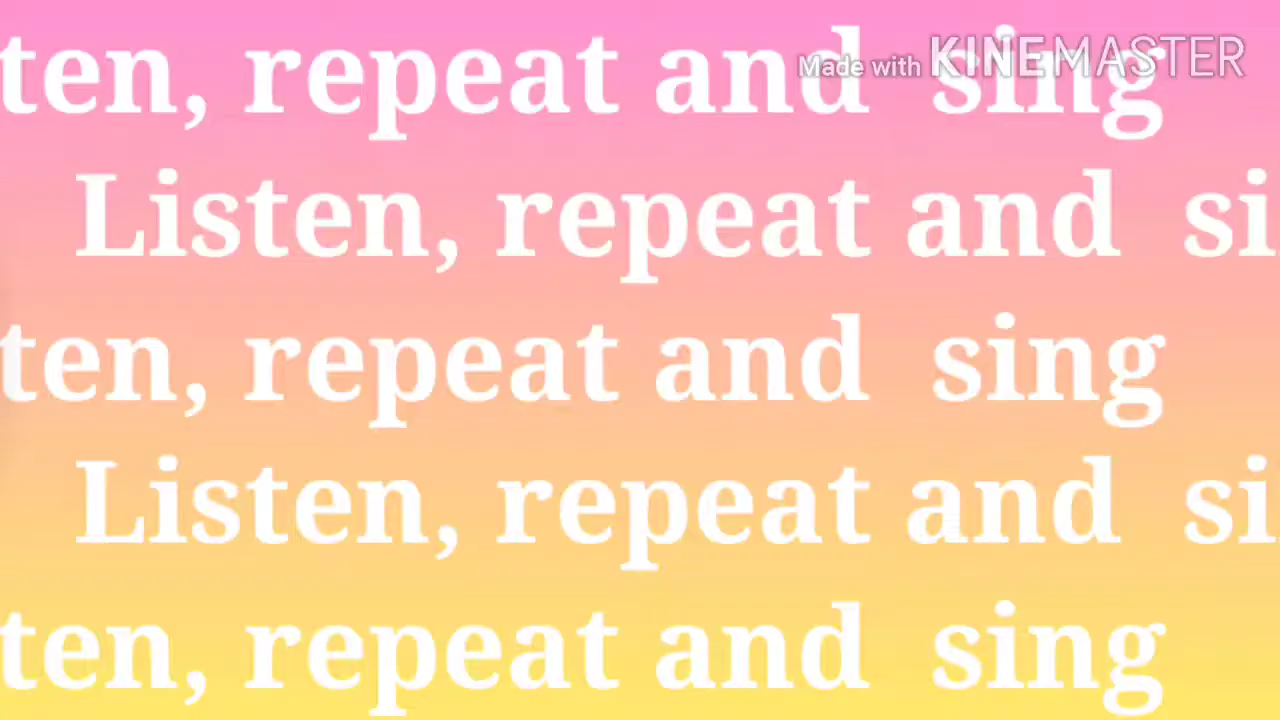 ten, repeat and sing
Made with KINEMASTER
Listen, repeat and si
ten, repeat and sing
Listen, repeat and si
ten, repeat and sing